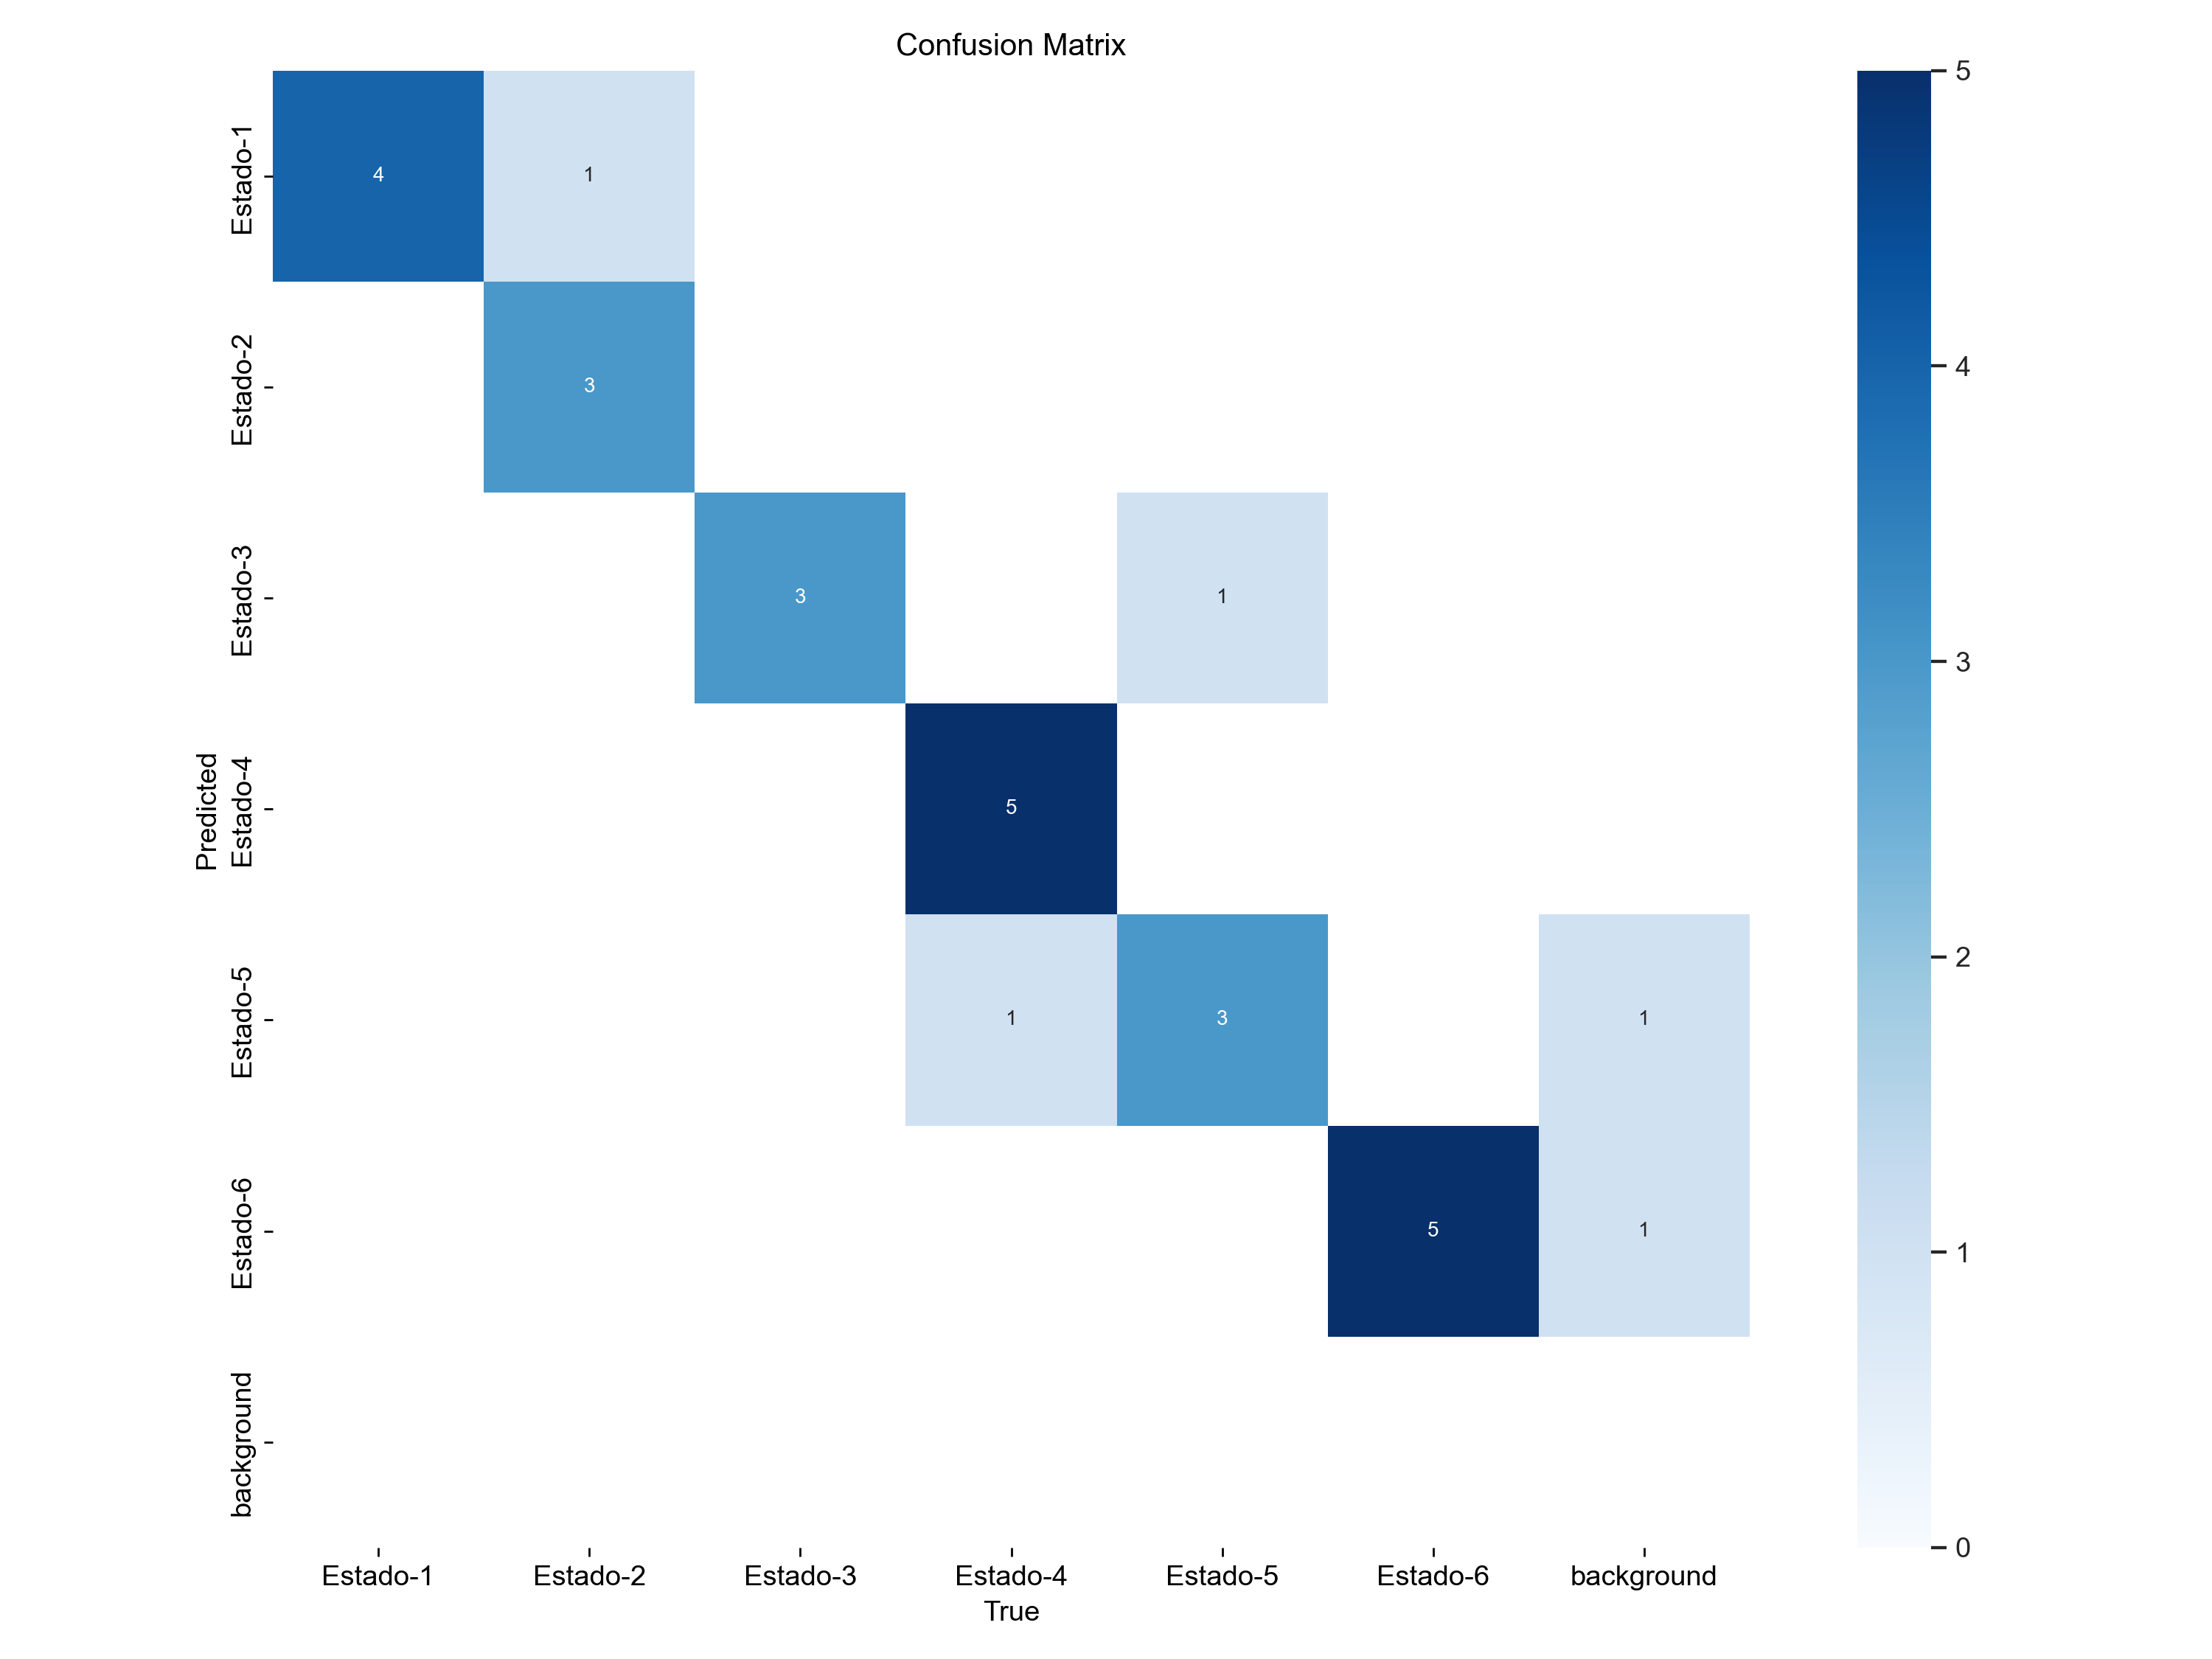 Confusion Matrix
Estado-1
4
1
Estado-2
3
Estado-3
3
1
Predicted
Estado-4
5
Estado-5
1
3
1
Estado-6
5
1
background
Estado-1 Estado-2 Estado-3 Estado-4 Estado-5 Estado-6 background
True
5
4
3
2
1
0